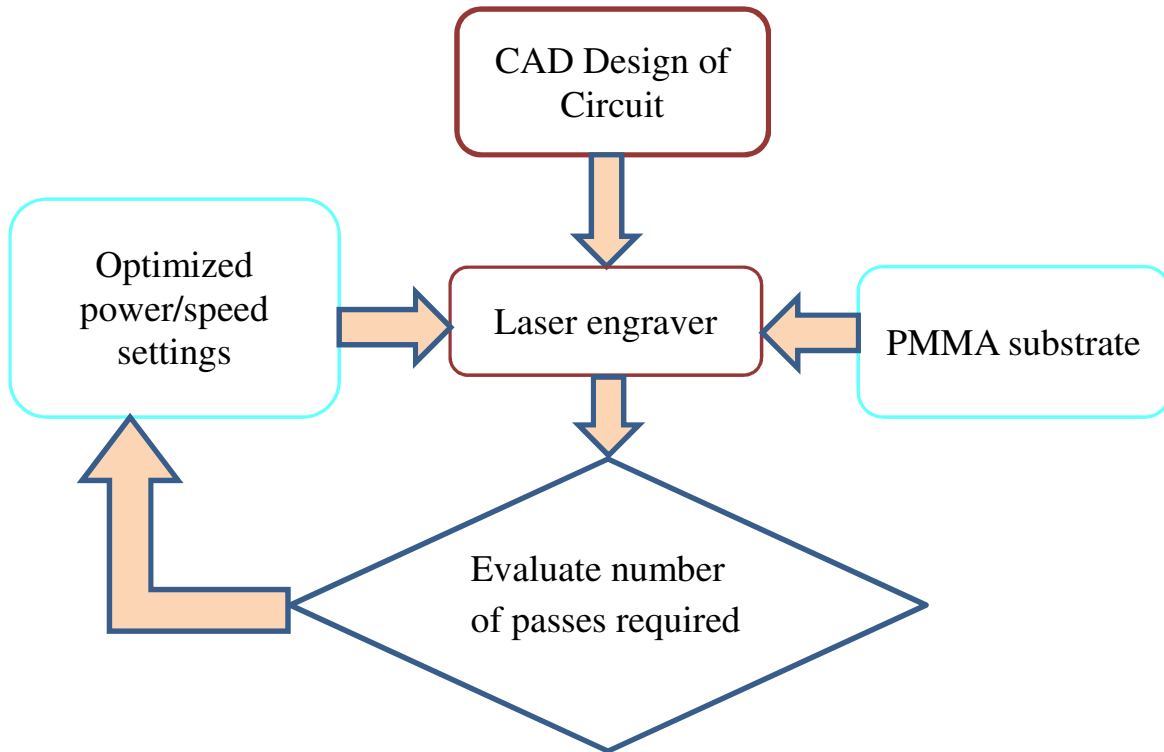 CAD Design of
Circuit
Optimized
power/speed
settings
Laser engraver
PMMA substrate
Evaluate number
of passes required